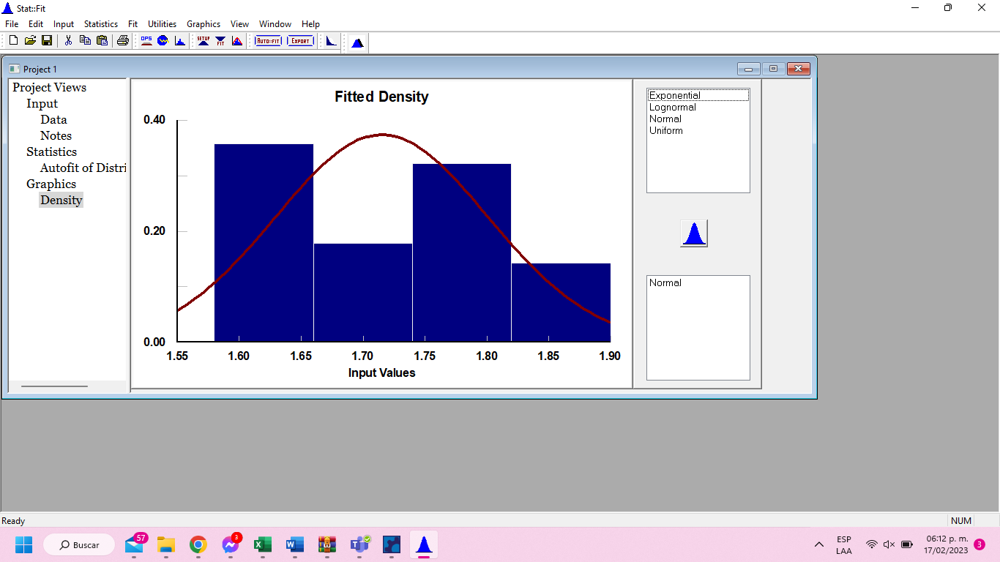 Stat::Fit
File Edit Input Statistics Fit Utilities Graphics View Window Help
OPS SETUP FIT AUTO::FIT EXPORT
Project 1
Project Views
Input
Data
Notes
Statistics
Autofit of Distri
Graphics
Density
Fitted Density
0.40
0.20
0.00
1.55 1.60 1.65 1.70 1.75 1.80 1.85 1.90
Input Values
Exponential
Lognormal
Normal
Uniform
Normal
Ready
NUM
Buscar
57
3
ESP
LAA
06:12 p. m.
17/02/2023
3